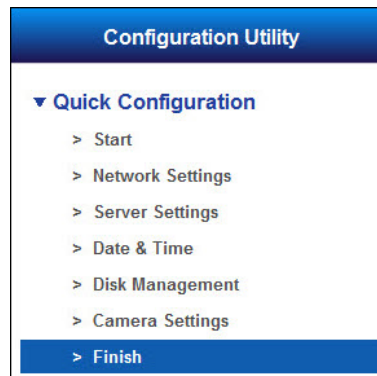 Configuration Utility
▼ Quick Configuration
> Start
> Network Settings
> Server Settings
> Date & Time
> Disk Management
> Camera Settings
> Finish